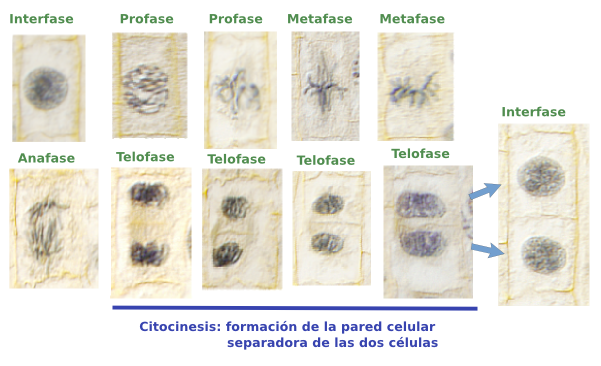 Interfase
Profase
Profase
Metafase
Metafase
Interfase
Anafase
Telofase
Telofase
Telofase
Telofase
Citocinesis: formación de la pared celular
separadora de las dos células